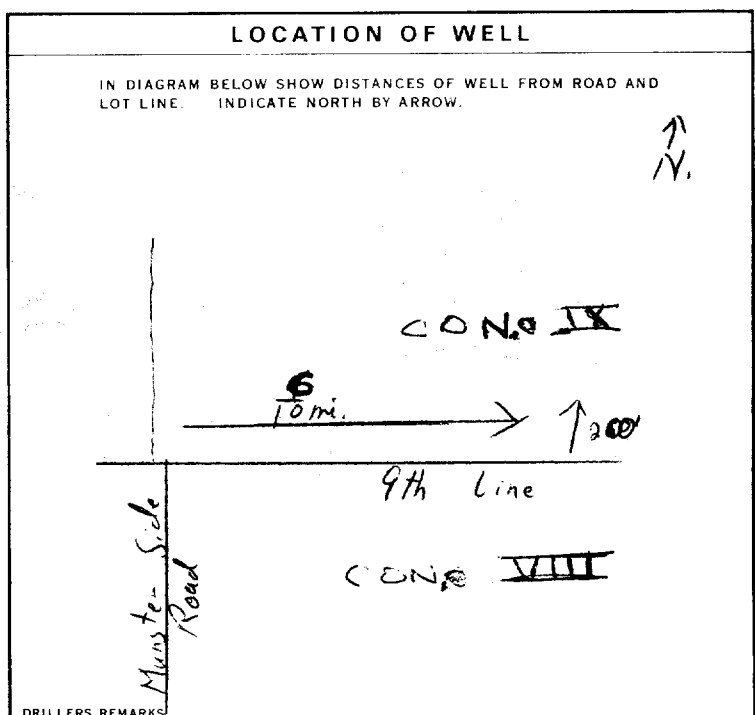 LOCATION OF WELL
IN DIAGRAM BELOW SHOW DISTANCES OF WELL FROM ROAD AND
LOT LINE. INDICATE NORTH BY ARROW.
N.
CON. IX
6/10 mi.
200'
9th Line
CON. VIII
Munster Side
Road
DRILLERS REMARKS